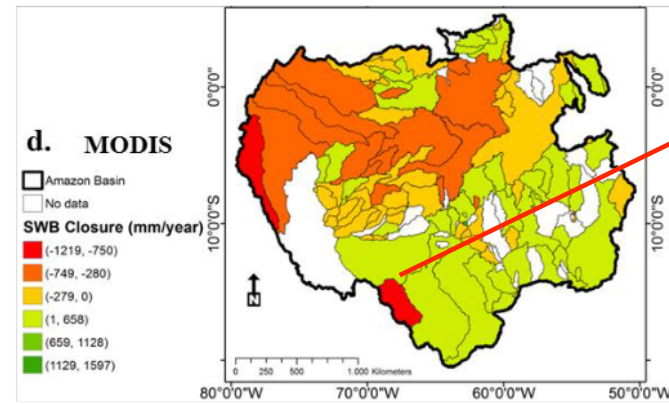 d. MODIS
Amazon Basin
No data
SWB Closure (mm/year)
(-1219, -750)
(-749, -280)
(-279, 0)
(1, 658)
(659, 1128)
(1129, 1597)
0°0'0"
10°0'0"S
0°0'0"
10°0'0"S
N
0 250 500 1.000 Kilometers
80°0'0"W 70°0'0"W 60°0'0"W 50°0'0"W